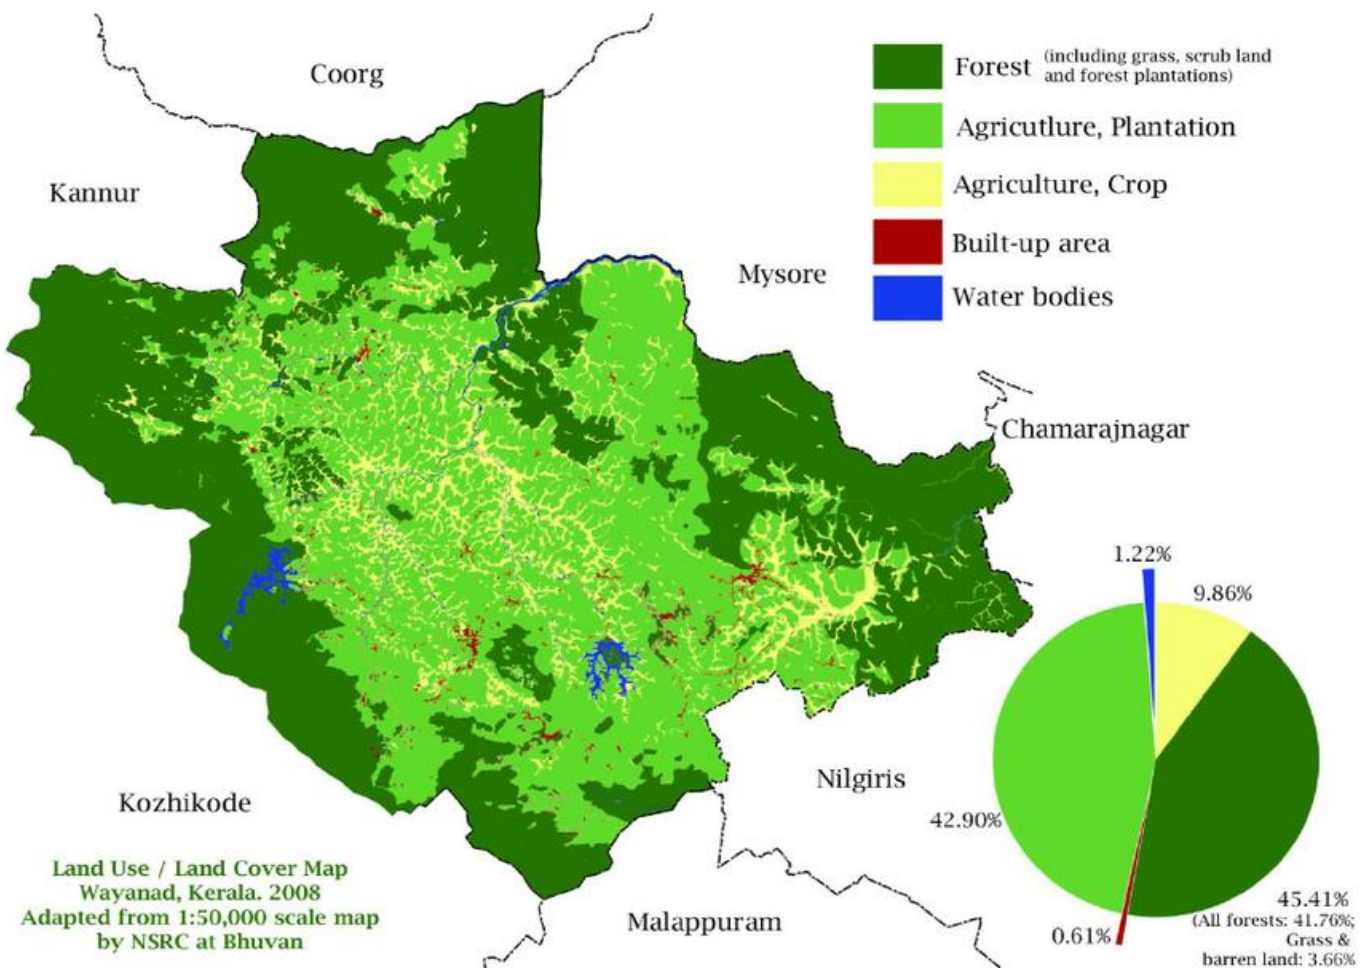 Coorg
Kannur
Mysore
Chamarajnagar
Nilgiris
Kozhikode
Malappuram
Forest (including grass, scrub land
and forest plantations)
Agricutlure, Plantation
Agriculture, Crop
Built-up area
Water bodies
1.22%
9.86%
42.90%
45.41%
(All forests: 41.76%;
Grass &
barren land: 3.66%
0.61%
Land Use / Land Cover Map
Wayanad, Kerala. 2008
Adapted from 1:50,000 scale map
by NSRC at Bhuvan